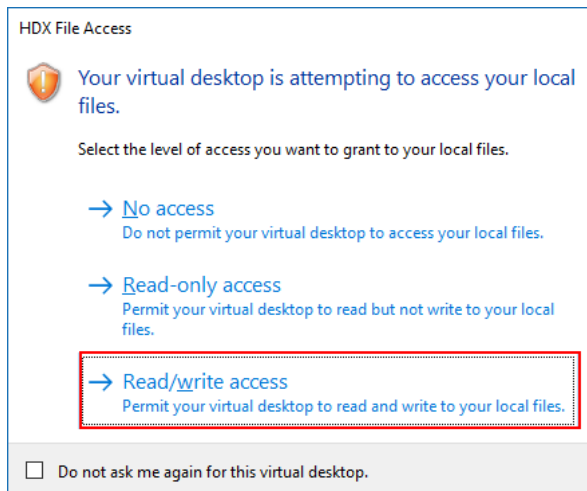 HDX File Access
Your virtual desktop is attempting to access your local
files.
Select the level of access you want to grant to your local files.
No access
Do not permit your virtual desktop to access your local files.
Read-only access
Permit your virtual desktop to read but not write to your local
files.
Read/write access
Permit your virtual desktop to read and write to your local files.
Do not ask me again for this virtual desktop.